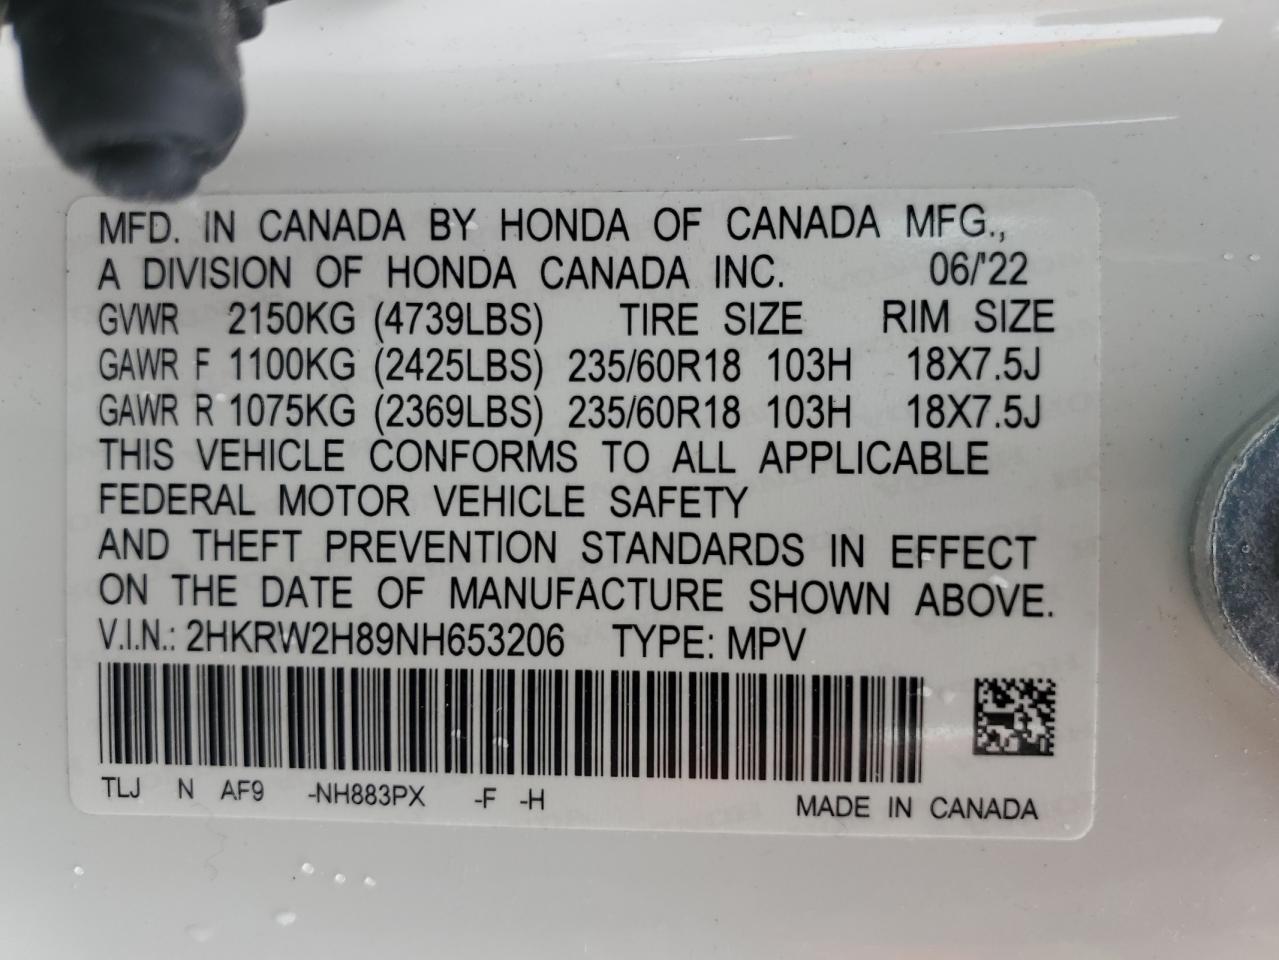 MFD. IN CANADA BY HONDA OF CANADA MFG.,
A DIVISION OF HONDA CANADA INC. 06/'22
GVWR 2150KG (4739LBS) TIRE SIZE RIM SIZE
GAWR F 1100KG (2425LBS) 235/60R18 103H 18X7.5J
GAWR R 1075KG (2369LBS) 235/60R18 103H 18X7.5J
THIS VEHICLE CONFORMS TO ALL APPLICABLE
FEDERAL MOTOR VEHICLE SAFETY
AND THEFT PREVENTION STANDARDS IN EFFECT
ON THE DATE OF MANUFACTURE SHOWN ABOVE.
V.I.N.: 2HKRW2H89NH653206 TYPE: MPV
TLJ N AF9 -NH883PX -F -H MADE IN CANADA